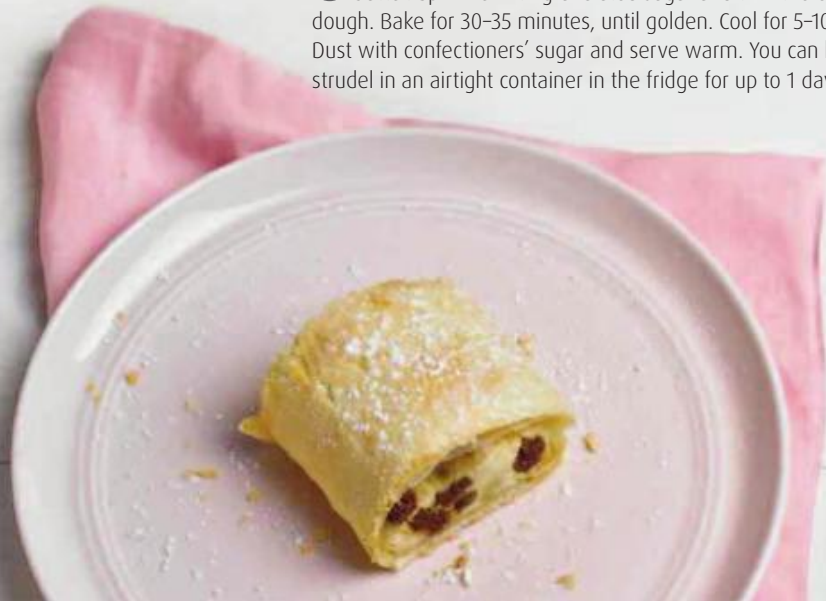 dough. Bake for 30–35 minutes, until golden. Cool for 5–10
Dust with confectioners’ sugar and serve warm. You can
strudel in an airtight container in the fridge for up to 1 day